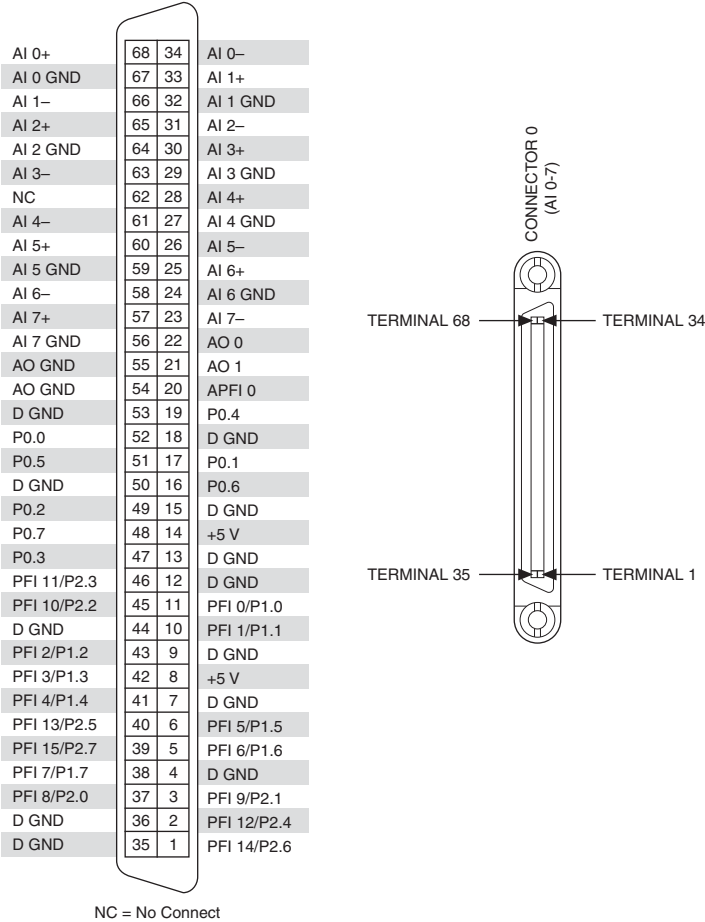 AI 0+ 68 34 AI 0–
AI 0 GND 67 33 AI 1+
AI 1– 66 32 AI 1 GND
AI 2+ 65 31 AI 2–
AI 2 GND 64 30 AI 3+
AI 3– 63 29 AI 3 GND
NC 62 28 AI 4+
AI 4– 61 27 AI 4 GND
AI 5+ 60 26 AI 5–
AI 5 GND 59 25 AI 6+
AI 6– 58 24 AI 6 GND
AI 7+ 57 23 AI 7–
AI 7 GND 56 22 AO 0
AO GND 55 21 AO 1
AO GND 54 20 APFI 0
D GND 53 19 P0.4
P0.0 52 18 D GND
P0.5 51 17 P0.1
D GND 50 16 P0.6
P0.2 49 15 D GND
P0.7 48 14 +5 V
P0.3 47 13 D GND
PFI 11/P2.3 46 12 D GND
PFI 10/P2.2 45 11 PFI 0/P1.0
D GND 44 10 PFI 1/P1.1
PFI 2/P1.2 43 9 D GND
PFI 3/P1.3 42 8 +5 V
PFI 4/P1.4 41 7 D GND
PFI 13/P2.5 40 6 PFI 5/P1.5
PFI 15/P2.7 39 5 PFI 6/P1.6
PFI 7/P1.7 38 4 D GND
PFI 8/P2.0 37 3 PFI 9/P2.1
D GND 36 2 PFI 12/P2.4
D GND 35 1 PFI 14/P2.6
NC = No Connect
CONNECTOR 0
(AI 0-7)
TERMINAL 68
TERMINAL 34
TERMINAL 35
TERMINAL 1